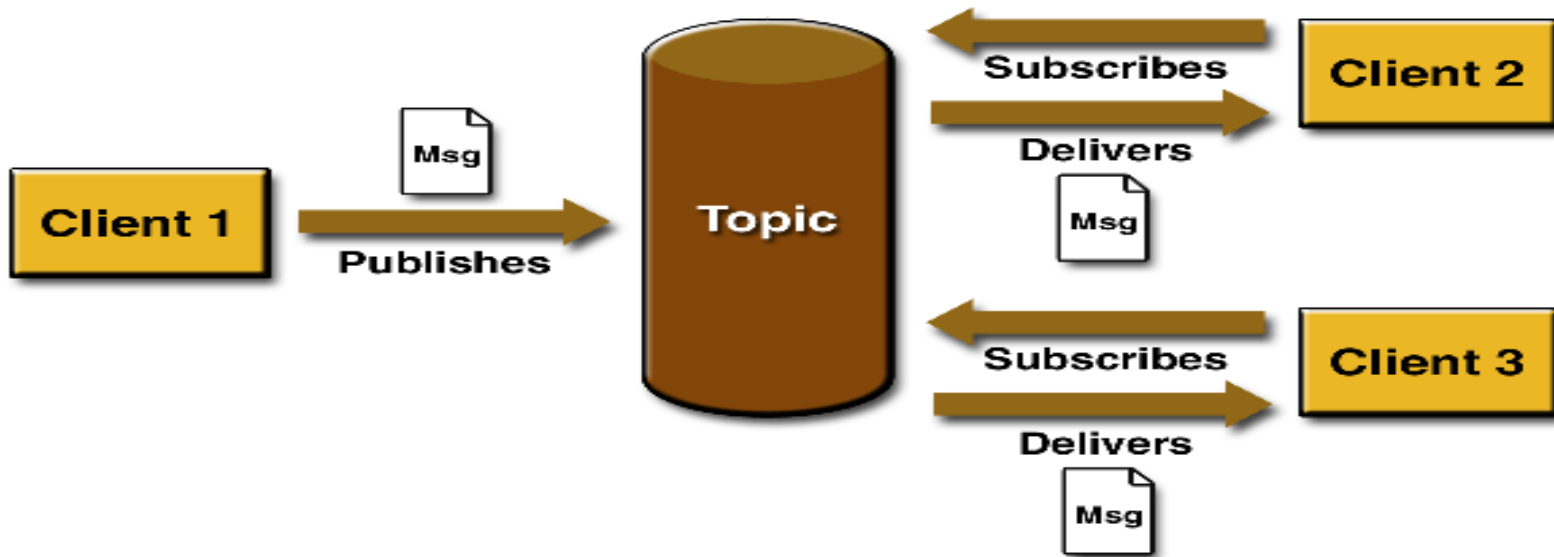 Client 1
Msg
Publishes
Topic
Subscribes
Delivers
Msg
Client 2
Subscribes
Delivers
Msg
Client 3